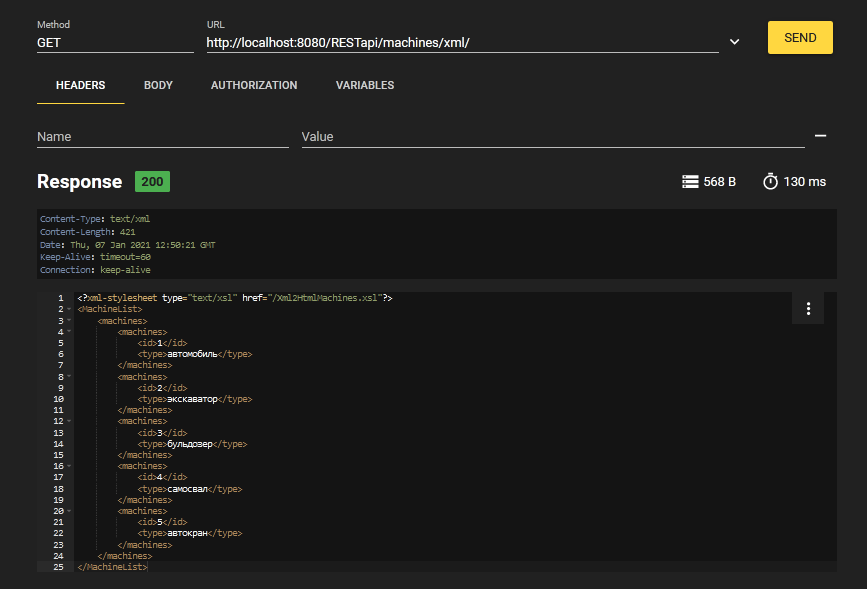 Method
GET
URL
http://localhost:8080/RESTapi/machines/xml/
SEND
HEADERS BODY AUTHORIZATION VARIABLES
Name Value
Response 200 568 B 130 ms
Content-Type: text/xml
Content-Length: 421
Date: Thu, 07 Jan 2021 12:50:21 GMT
Keep-Alive: timeout=60
Connection: keep-alive
1 <?xml-stylesheet type="text/xsl" href="/Xml2HtmlMachines.xsl"?>
2 <MachineList>
3 <machines>
4 <machines>
5 <id>1</id>
6 <type>автомобиль</type>
7 </machines>
8 <machines>
9 <id>2</id>
10 <type>экскаватор</type>
11 </machines>
12 <machines>
13 <id>3</id>
14 <type>бульдозер</type>
15 </machines>
16 <machines>
17 <id>4</id>
18 <type>самосвал</type>
19 </machines>
20 <machines>
21 <id>5</id>
22 <type>автокран</type>
23 </machines>
24 </machines>
25 </MachineList>